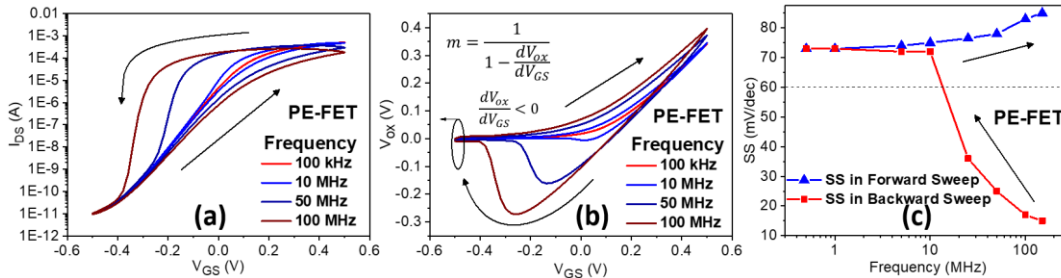 1E-3
1E-4
1E-5
1E-6
1E-7
1E-8
1E-9
1E-10
1E-11
1E-12
I_DS (A)
-0.6 -0.4 -0.2 0.0 0.2 0.4 0.6
V_GS (V)
PE-FET
Frequency
100 kHz
10 MHz
50 MHz
100 MHz
(a)
0.4
0.3
0.2
0.1
0.0
-0.1
-0.2
-0.3
V_ox (V)
-0.6 -0.4 -0.2 0.0 0.2 0.4 0.6
V_GS (V)
m = 1 / (1 - dV_ox/dV_GS)
dV_ox/dV_GS < 0
PE-FET
Frequency
100 kHz
10 MHz
50 MHz
100 MHz
(b)
80
70
60
50
40
30
20
10
SS (mV/dec)
1 10 100
Frequency (MHz)
PE-FET
SS in Forward Sweep
SS in Backward Sweep
(c)